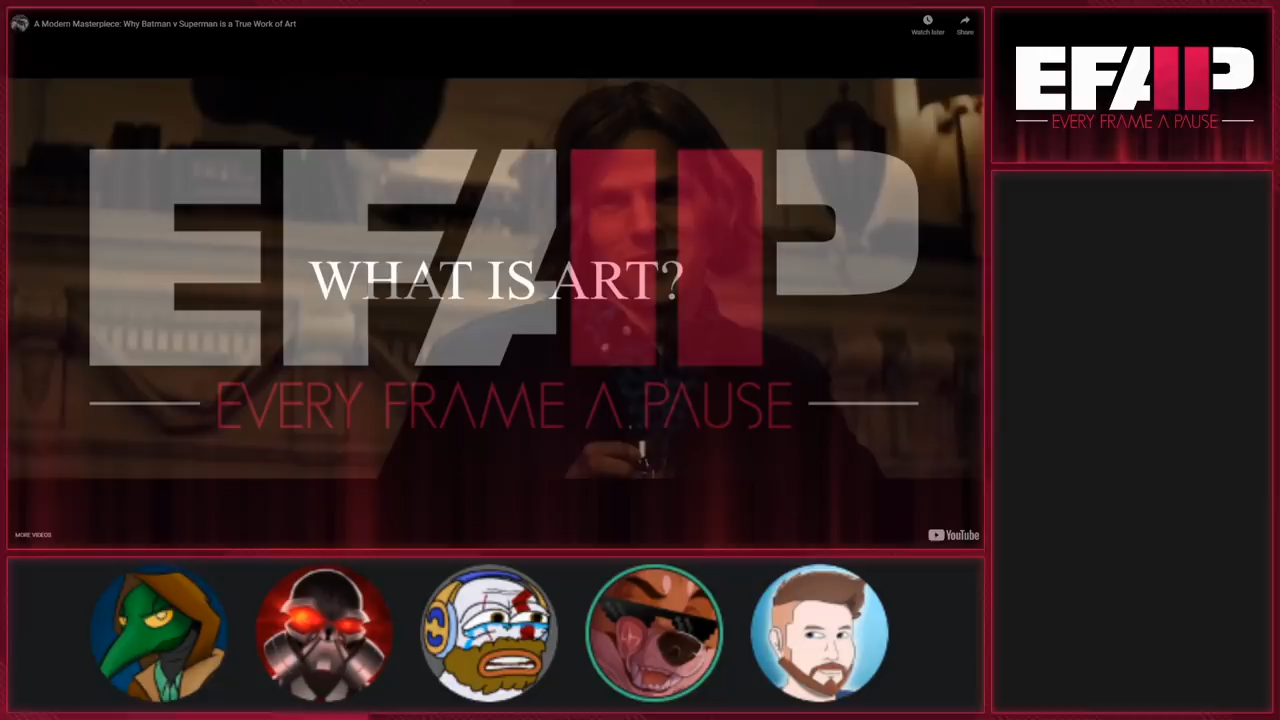 A Modern Masterpiece: Why Batman v Superman is a True Work of Art
Watch later
Share
EFAP
EVERY FRAME A PAUSE
WHAT IS ART?
EFAP
EVERY FRAME A PAUSE
MORE VIDEOS
YouTube